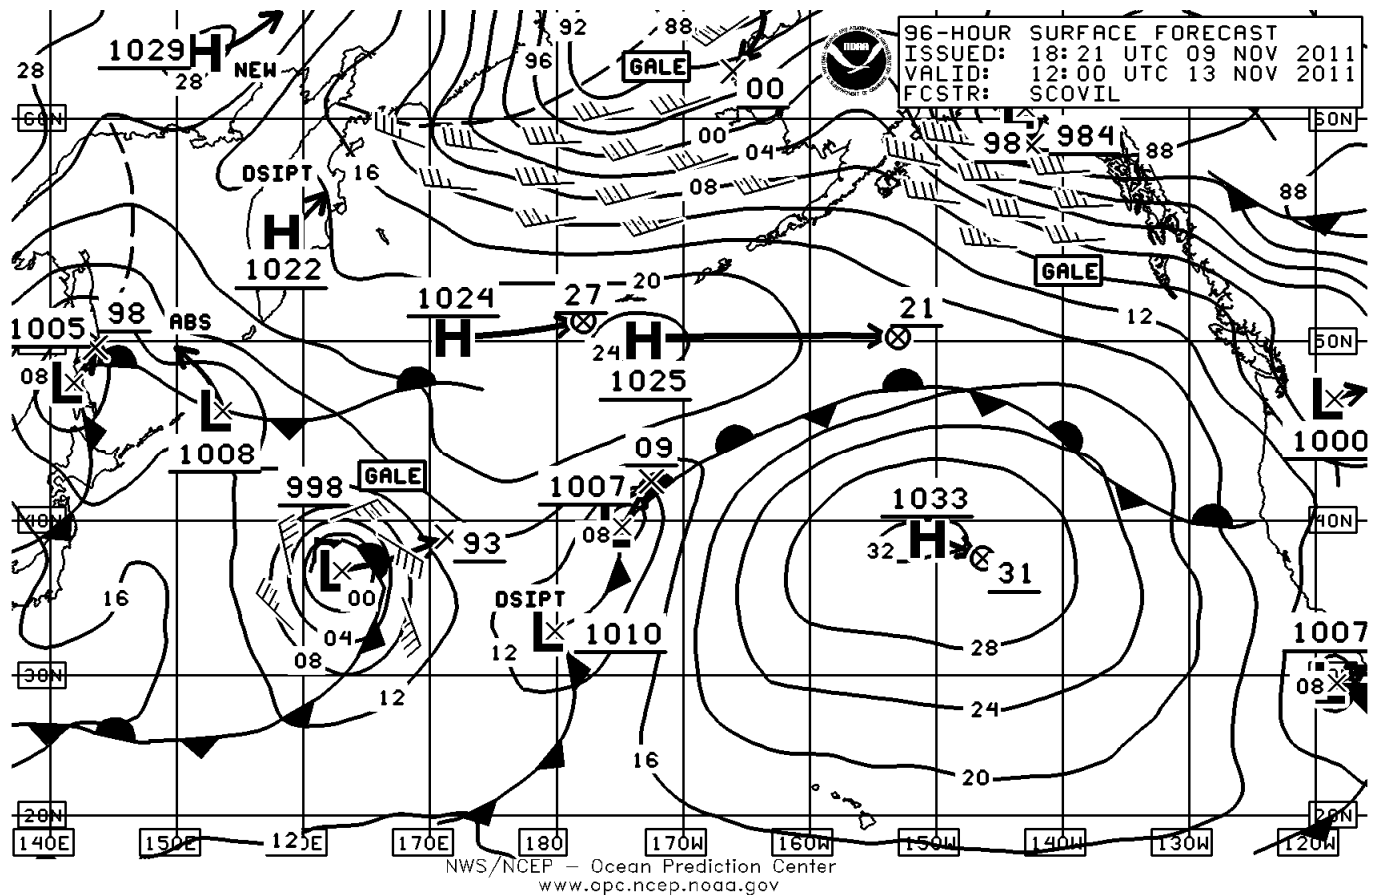 96-HOUR SURFACE FORECAST
ISSUED: 18:21 UTC 09 NOV 2011
VALID: 12:00 UTC 13 NOV 2011
FCSTR: SCOVIL
NOAA
92
88
1029 H
28
28
NEW
96
GALE
00
60N
60N
00
984
88
04
DSIPT
16
08
88
H
1022
GALE
20
1024
27
21
12
1005
98
ABS
H
24
H
50N
1025
08
L
L
L
1008
09
1000
GALE
998
1007
1033
40N
40N
08
32
H
93
31
L
00
16
DSIPT
04
L
1010
1007
08
12
28
30N
30N
08
L
12
24
16
20
20N
20N
12
140E
150E
160E
170E
180
170W
160W
150W
140W
130W
120W
NWS/NCEP – Ocean Prediction Center
www.opc.ncep.noaa.gov